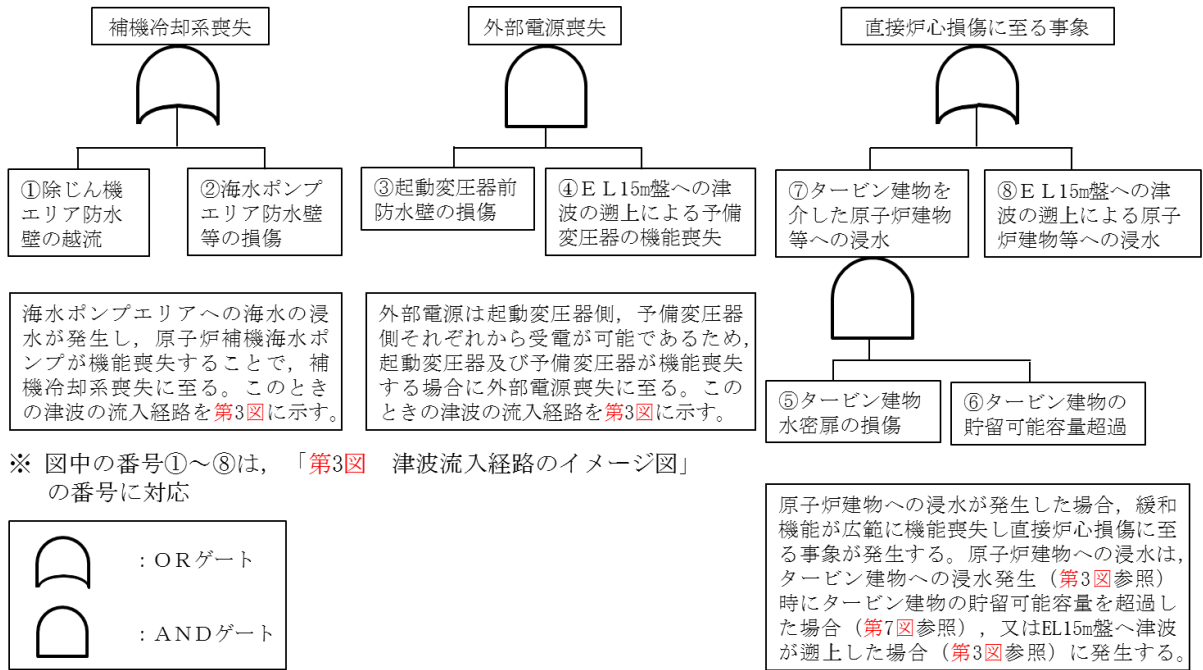 補機冷却系喪失
外部電源喪失
直接炉心損傷に至る事象
①除じん機
エリア防水
壁の越流
②海水ポンプ
エリア防水壁
等の損傷
③起動変圧器前
防水壁の損傷
④ＥＬ15m盤への津
波の遡上による予備
変圧器の機能喪失
⑦タービン建物を
介した原子炉建物
等への浸水
⑧ＥＬ15m盤への津
波の遡上による原子
炉建物等への浸水
⑤タービン建物
水密扉の損傷
⑥タービン建物の
貯留可能容量超過
海水ポンプエリアへの海水の浸
水が発生し，原子炉補機海水ポ
ンプが機能喪失することで，補
機冷却系喪失に至る。このとき
の津波の流入経路を第3図に示す。
外部電源は起動変圧器側，予備変圧器
側それぞれから受電が可能であるため，
起動変圧器及び予備変圧器が機能喪失
する場合に外部電源喪失に至る。この
ときの津波の流入経路を第3図に示す。
※ 図中の番号①～⑧は，「第3図　津波流入経路のイメージ図」
の番号に対応
：ＯＲゲート
：ＡＮＤゲート
原子炉建物への浸水が発生した場合，緩和
機能が広範に機能喪失し直接炉心損傷に至
る事象が発生する。原子炉建物への浸水は，
タービン建物への浸水発生（第3図参照）
時にタービン建物の貯留可能容量を超過し
た場合（第7図参照），又はEL15m盤へ津波
が遡上した場合（第3図参照）に発生する。